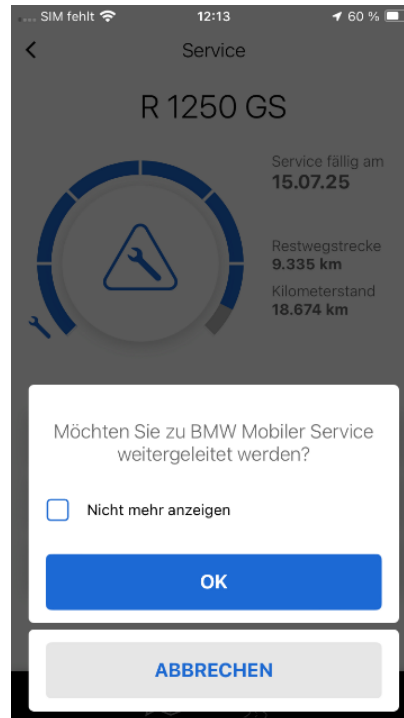 SIM fehlt
12:13
60 %
Service
R 1250 GS
Service fällig am
15.07.25
Restwegstrecke
9.335 km
Kilometerstand
18.674 km
Möchten Sie zu BMW Mobiler Service
weitergeleitet werden?
Nicht mehr anzeigen
OK
ABBRECHEN